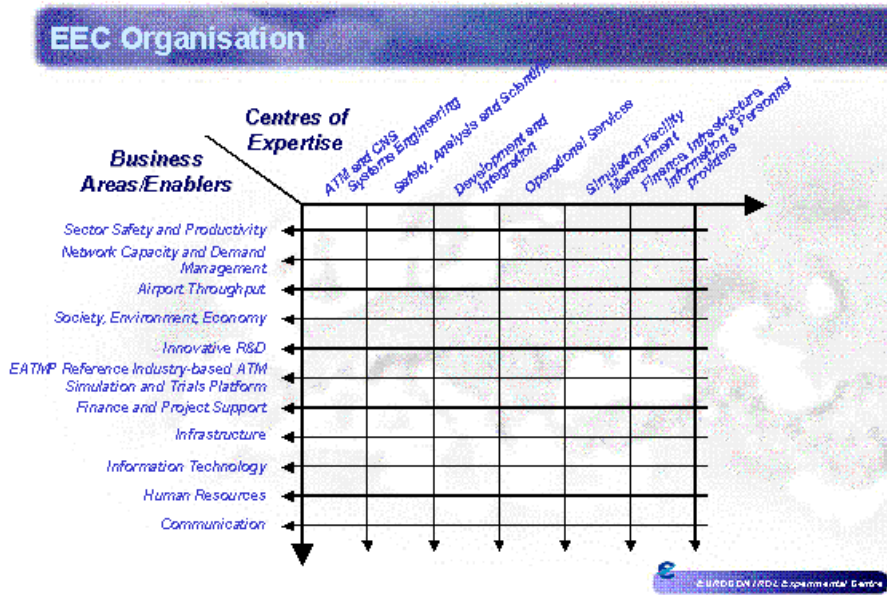 EEC Organisation
Centres of
Expertise
Business
Areas/Enablers
ATM and CNS
Systems Engineering
Safety, Analysis and Scientific
Development and
Integration
Operational Services
Simulation Facility
Management
Finance, Infrastructure,
Information & Personnel
providers
Sector Safety and Productivity
Network Capacity and Demand
Management
Airport Throughput
Society, Environment, Economy
Innovative R&D
EATMP Reference Industry-based ATM
Simulation and Trials Platform
Finance and Project Support
Infrastructure
Information Technology
Human Resources
Communication
EUROCONTROL Experimental Centre